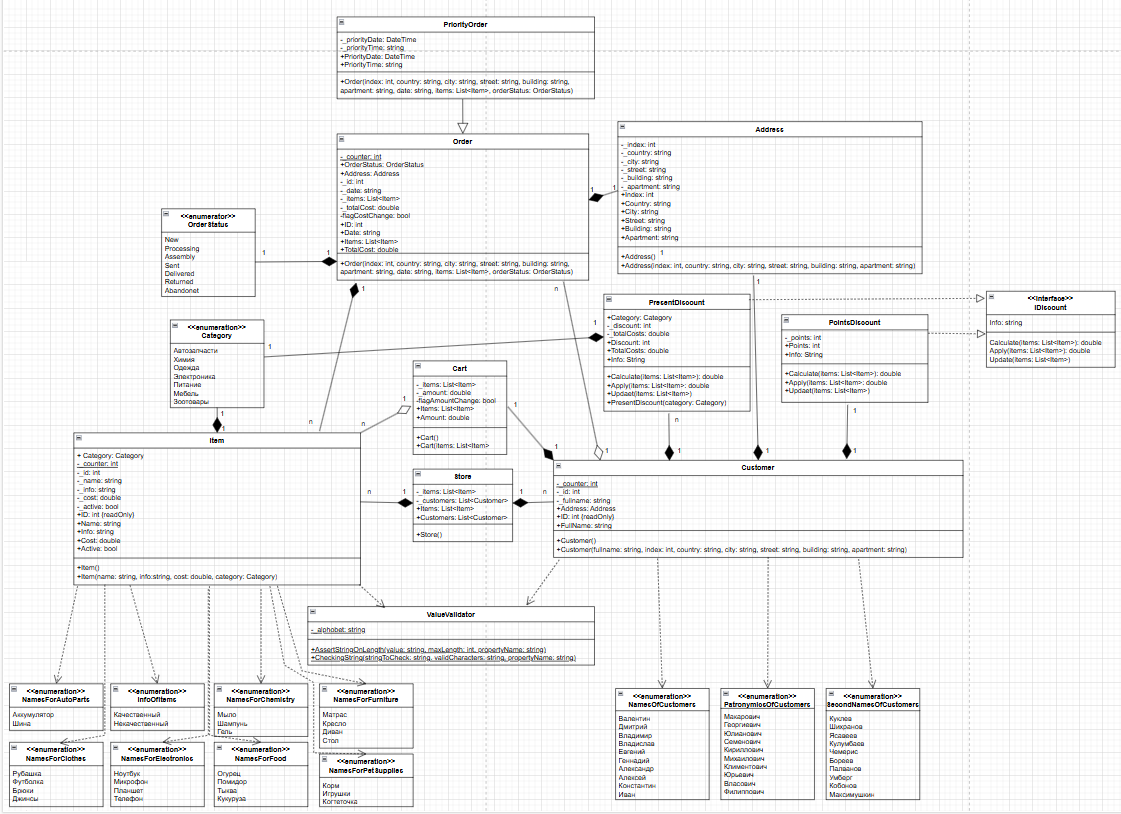 PriorityOrder
-_priorityDate: DateTime
-_priorityTime: string
+PriorityDate: DateTime
+PriorityTime: string
+Order(index: int, country: string, city: string, street: string, building: string,
apartment: string, date: string, items: List<Item>, orderStatus: OrderStatus)
Order
-_counter: int
+OrderStatus: OrderStatus
+Address: Address
-_id: int
-_date: string
-_items: List<Item>
-_totalCost: double
-flagCostChange: bool
+ID: int
+Date: string
+Items: List<Item>
+TotalCost: double
+Order(index: int, country: string, city: string, street: string, building: string,
apartment: string, date: string, items: List<Item>, orderStatus: OrderStatus)
Address
-_index: int
-_country: string
-_city: string
-_street: string
-_building: string
-_apartment: string
+Index: int
+Country: string
+City: string
+Street: string
+Building: string
+Apartment: string
+Address()
+Address(index: int, country: string, city: string, street: string, building: string, apartment: string)
1
1
1
<<enumerator>>
OrderStatus
New
Processing
Assembly
Sent
Delivered
Returned
Abandonet
1
1
<<enumeration>>
Category
Автозапчасти
Химия
Одежда
Электроника
Питание
Мебель
Зоотовары
1
1
1
1
n
n
1
PresentDiscount
+Category: Category
-_discount: int
-_totalCosts: double
+Discount: int
+TotalCosts: double
+Info: String
+Calculate(items: List<Item>): double
+Apply(items: List<Item>): double
+Updaet(items: List<Item>)
+PresentDiscount(category: Category)
1
PointsDiscount
-_points: int
+Points: int
+Info: String
+Calculate(items: List<Item>): double
+Apply(items: List<Item>): double
+Updaet(items: List<Item>)
<<Interface>>
IDiscount
Info: string
Calculate(items: List<Item>): double
Apply(items: List<Item>): double
Update(items: List<Item>)
Cart
-_items: List<Item>
-_amount: double
-flagAmountChange: bool
+Items: List<Item>
+Amount: double
+Cart()
+Cart(items: List<Item>)
1
n
1
1
1
n
1
1
1
Item
+ Category: Category
-_counter: int
-_id: int
-_name: string
-_info: string
-_cost: double
-_active: bool
+ID: int (readOnly)
+Name: string
+Info: string
+Cost: double
+Active: bool
+Item()
+Item(name: string, info:string, cost: double, category: Category)
n
1
Store
-_items: List<Item>
-_customers: List<Customer>
+Items: List<Item>
+Customers: List<Customer>
+Store()
1
n
Customer
-_counter: int
-_id: int
-_fullname: string
+Address: Address
+ID: int (readOnly)
+FullName: string
+Customer()
+Customer(fullname: string, index: int, country: string, city: string, street: string, building: string, apartment: string)
ValueValidator
-_alphabet: string
+AssertStringOnLength(value: string, maxLength: int, propertyName: string)
+CheckingString(stringToCheck: string, validCharacters: string, propertyName: string)
<<enumeration>>
NamesForAutoParts
Аккумулятор
Шина
<<enumeration>>
InfoOfItems
Качественный
Некачественный
<<enumeration>>
NamesForChemistry
Мыло
Шампунь
Гель
<<enumeration>>
NamesForFurniture
Матрас
Кресло
Диван
Стол
<<enumeration>>
NamesForClothes
Рубашка
Футболка
Брюки
Джинсы
<<enumeration>>
NamesForElectronics
Ноутбук
Микрофон
Планшет
Телефон
<<enumeration>>
NamesForFood
Огурец
Помидор
Тыква
Кукуруза
<<enumeration>>
NamesForPetSupplies
Корм
Игрушки
Когтеточка
<<enumeration>>
NamesOfCustomers
Валентин
Дмитрий
Владимир
Владислав
Евгений
Геннадий
Александр
Алексей
Константин
Иван
<<enumeration>>
PatronymicsOfCustomers
Макарович
Георгиевич
Юлианович
Семенович
Кириллович
Михаилович
Климентович
Юрьевич
Власович
Филиппович
<<enumeration>>
SecondNamesOfCustomers
Куклев
Шихранов
Ясавеев
Кулумбаев
Чемерис
Бореев
Палванов
Умберг
Кобонов
Максимушкин